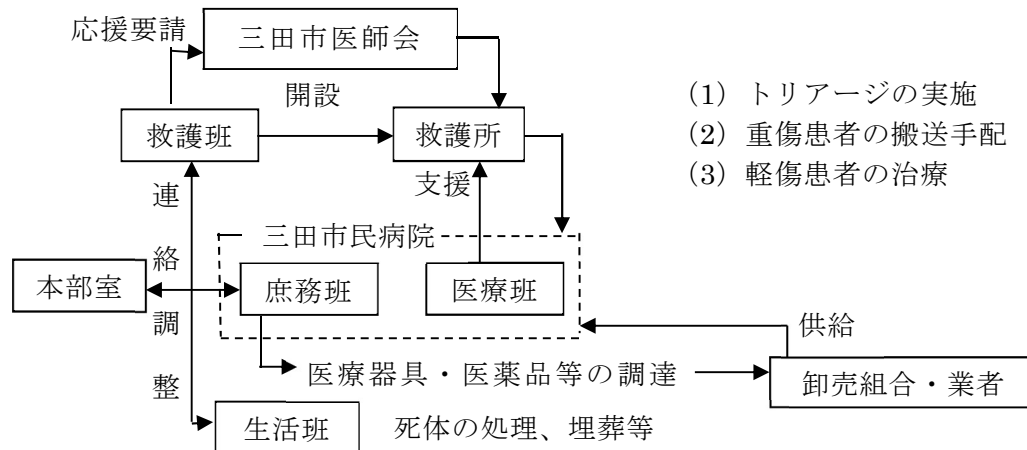 応援要請
三田市医師会
開設
(1) トリアージの実施
(2) 重傷患者の搬送手配
(3) 軽傷患者の治療
救護班
救護所
支援
連
絡
調
整
三田市民病院
本部室
庶務班
医療班
供給
医療器具・医薬品等の調達
卸売組合・業者
生活班
死体の処理、埋葬等